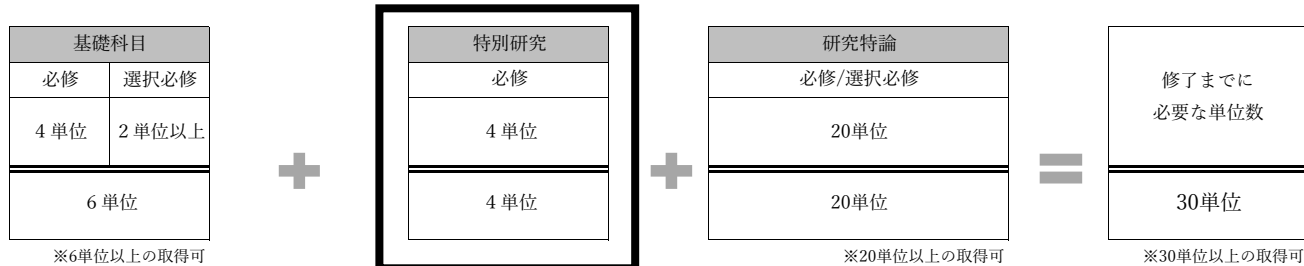 基礎科目
必修 選択必修
4 単位 2 単位以上
6 単位
※6単位以上の取得可
特別研究
必修
4 単位
4 単位
研究特論
必修/選択必修
20単位
20単位
※20単位以上の取得可
修了までに
必要な単位数
30単位
※30単位以上の取得可